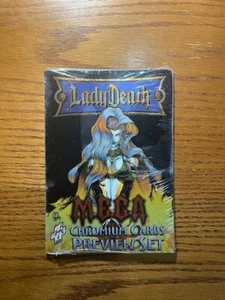 Lady Death
MEGA
CHROMIUM CARDS
PREVIEW SET